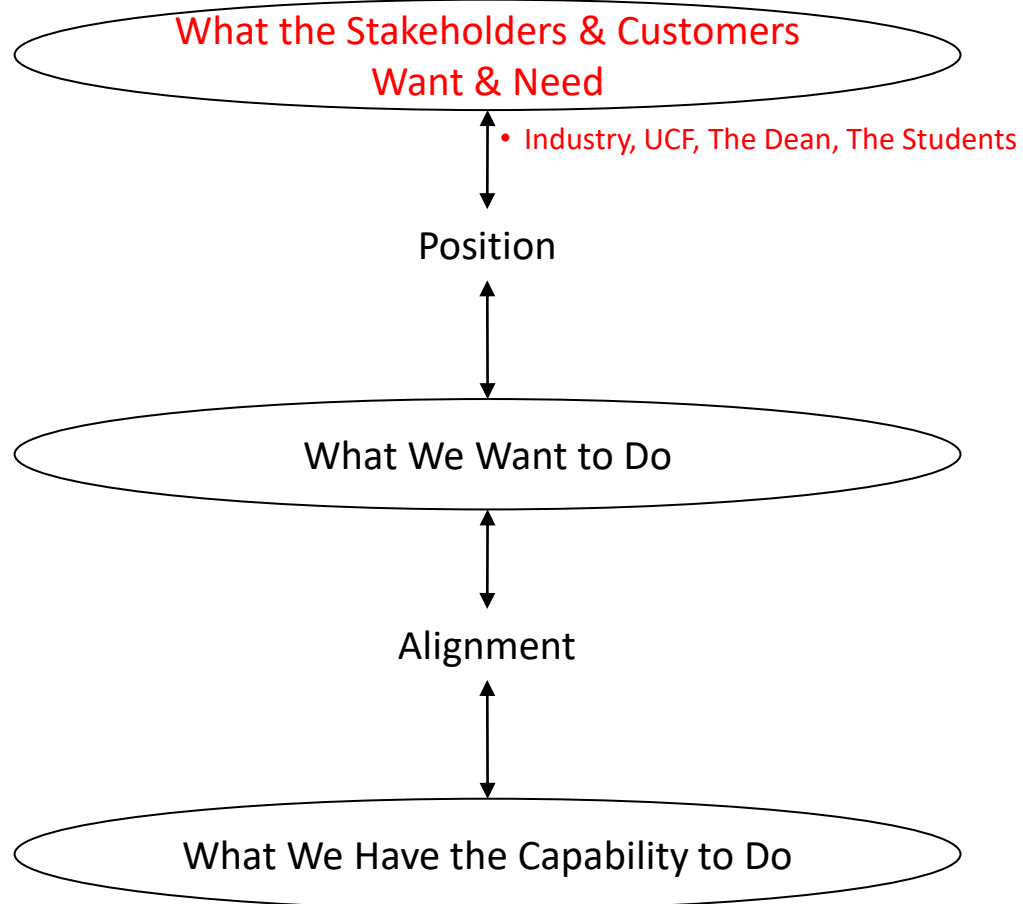 What the Stakeholders & Customers
Want & Need
• Industry, UCF, The Dean, The Students
Position
What We Want to Do
Alignment
What We Have the Capability to Do